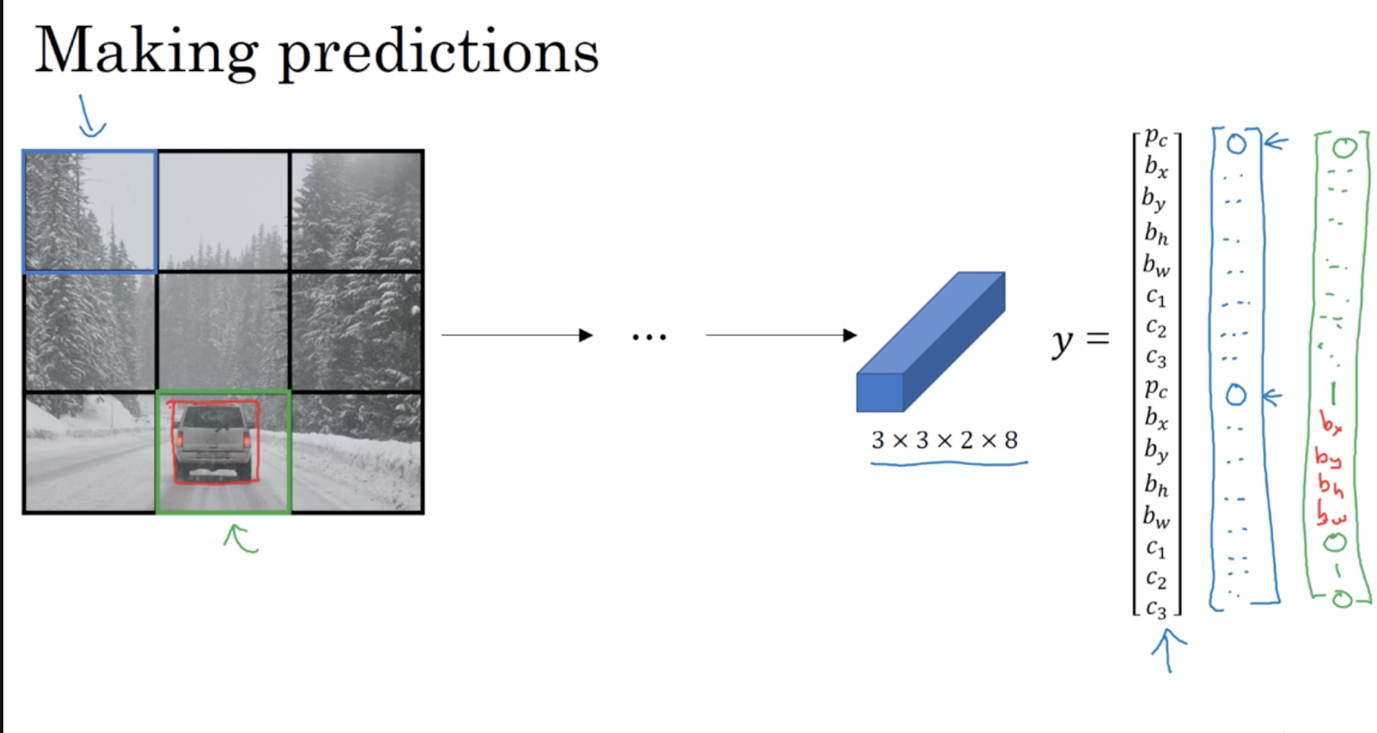 Making predictions
...
3 × 3 × 2 × 8
y =
p_c
b_x
b_y
b_h
b_w
c_1
c_2
c_3
p_c
b_x
b_y
b_h
b_w
c_1
c_2
c_3
0
0
0
1
b_x
b_y
b_h
b_w
0
1
0